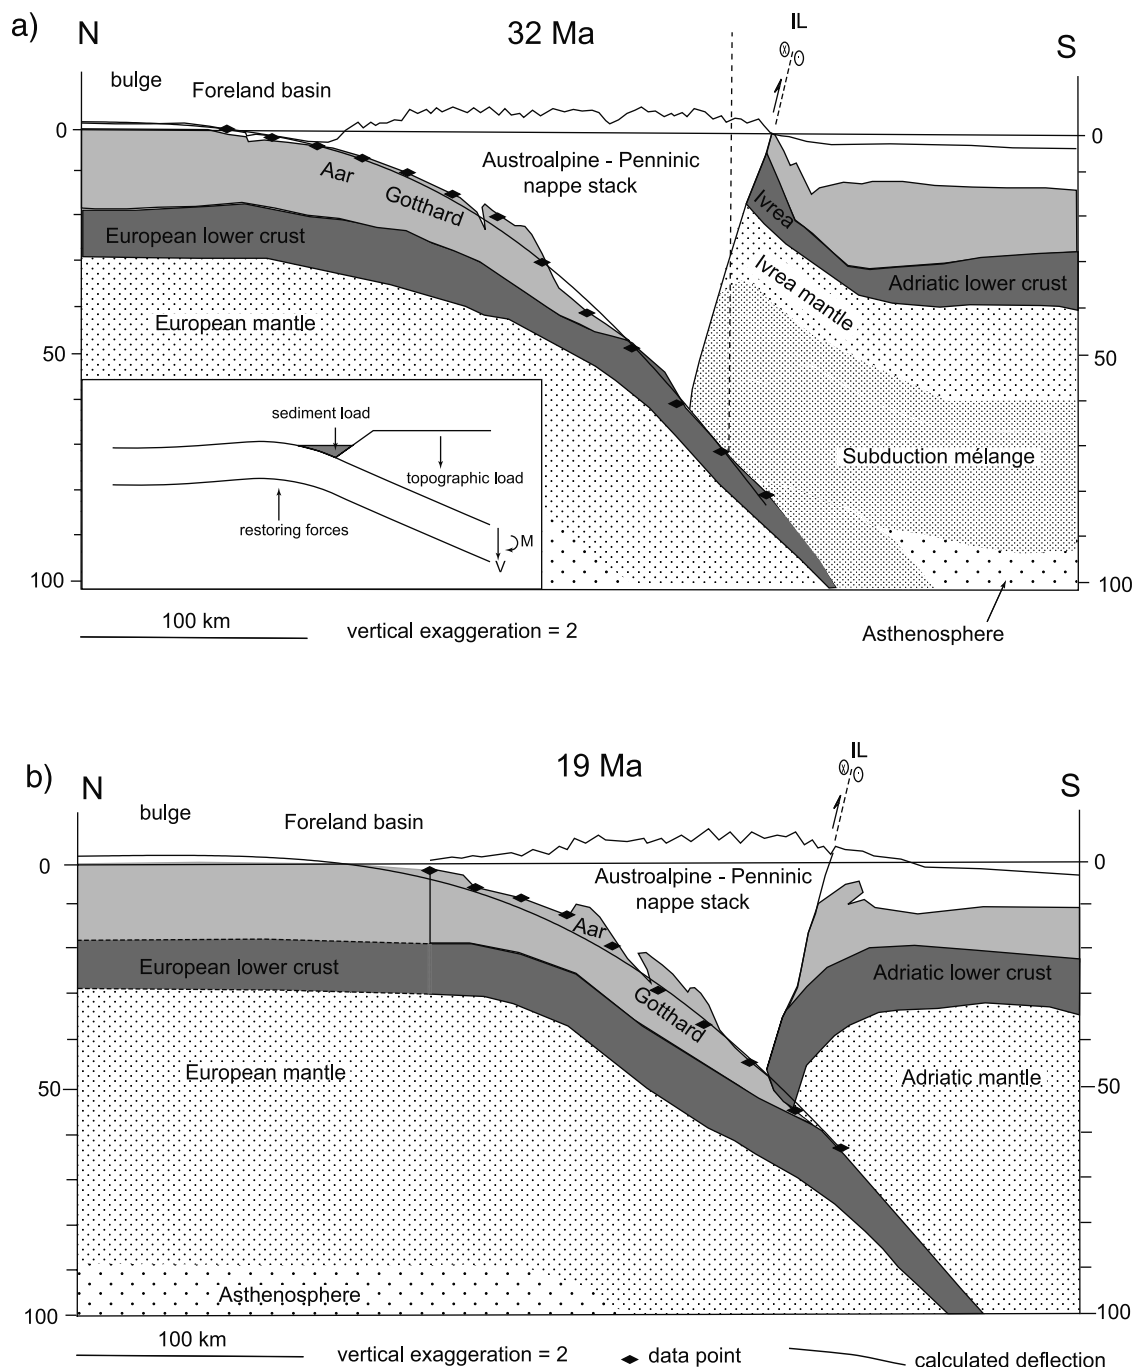 a)
N
32 Ma
IL
S
bulge
Foreland basin
0
0
Austroalpine - Penninic
nappe stack
Aar
Gotthard
Ivrea
European lower crust
Ivrea mantle
Adriatic lower crust
European mantle
50
50
sediment load
topographic load
restoring forces
M
V
Subduction mélange
100
100
100 km
vertical exaggeration = 2
Asthenosphere
b)
N
19 Ma
IL
S
bulge
Foreland basin
0
0
Austroalpine - Penninic
nappe stack
Aar
Gotthard
European lower crust
Adriatic lower crust
European mantle
Adriatic mantle
50
50
Asthenosphere
100
100
100 km
vertical exaggeration = 2
data point
calculated deflection